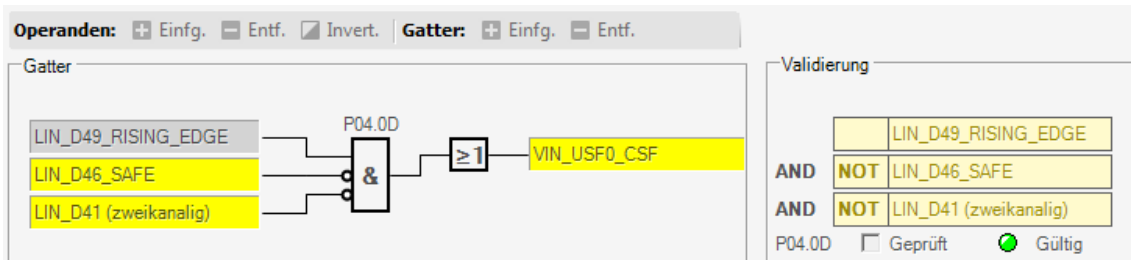 Operanden: Einfg. Entf. Invert. Gatter: Einfg. Entf.
Gatter
P04.0D
LIN_D49_RISING_EDGE
LIN_D46_SAFE
LIN_D41 (zweikanalig)
&
≥1
VIN_USF0_CSF
Validierung
LIN_D49_RISING_EDGE
AND NOT LIN_D46_SAFE
AND NOT LIN_D41 (zweikanalig)
P04.0D Geprüft Gültig